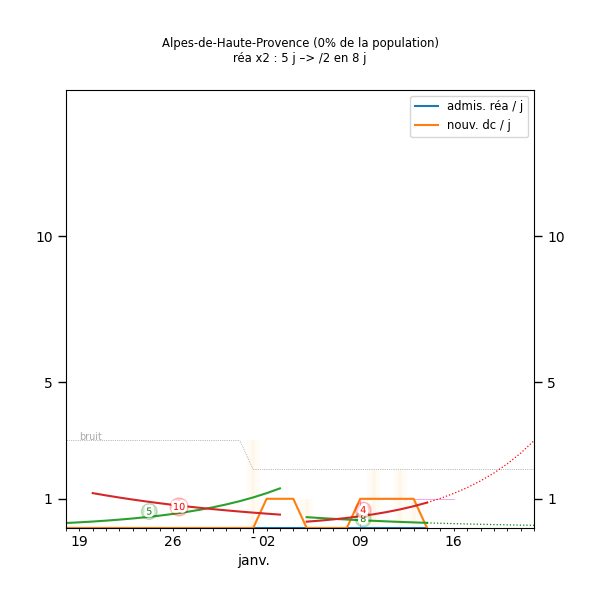 Alpes-de-Haute-Provence (0% de la population)
réa x2 : 5 j –> /2 en 8 j
admis. réa / j
nouv. dc / j
10
10
5
5
bruit
1
1
5
10
4
8
19
26
-
02
09
16
janv.